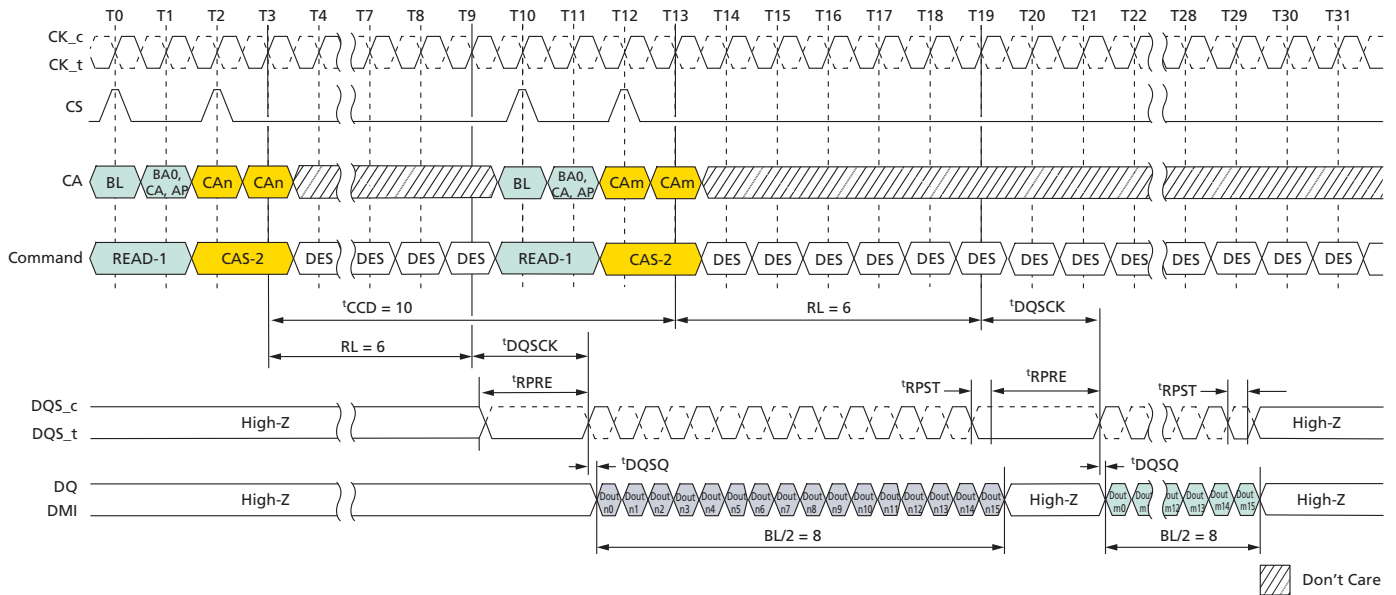 T0 T1 T2 T3 T4 T7 T8 T9 T10 T11 T12 T13 T14 T15 T16 T17 T18 T19 T20 T21 T22 T28 T29 T30 T31
CK_c
CK_t
CS
CA BL BA0, CA, AP CAn CAn BL BA0, CA, AP CAm CAm
Command READ-1 CAS-2 DES DES DES DES READ-1 CAS-2 DES DES DES DES DES DES DES DES DES DES DES DES DES
tCCD = 10 RL = 6 tDQSCK
RL = 6 tDQSCK
tRPRE tRPST tRPRE tRPST
DQS_c
DQS_t
High-Z High-Z
tDQSQ tDQSQ
DQ
DMI
High-Z Dout n0 Dout n1 Dout n2 Dout n3 Dout n4 Dout n5 Dout n6 Dout n7 Dout n8 Dout n9 Dout n10 Dout n11 Dout n12 Dout n13 Dout n14 Dout n15 High-Z Dout m0 Dout m12 Dout m13 Dout m14 Dout m15 High-Z
BL/2 = 8 BL/2 = 8
Don't Care